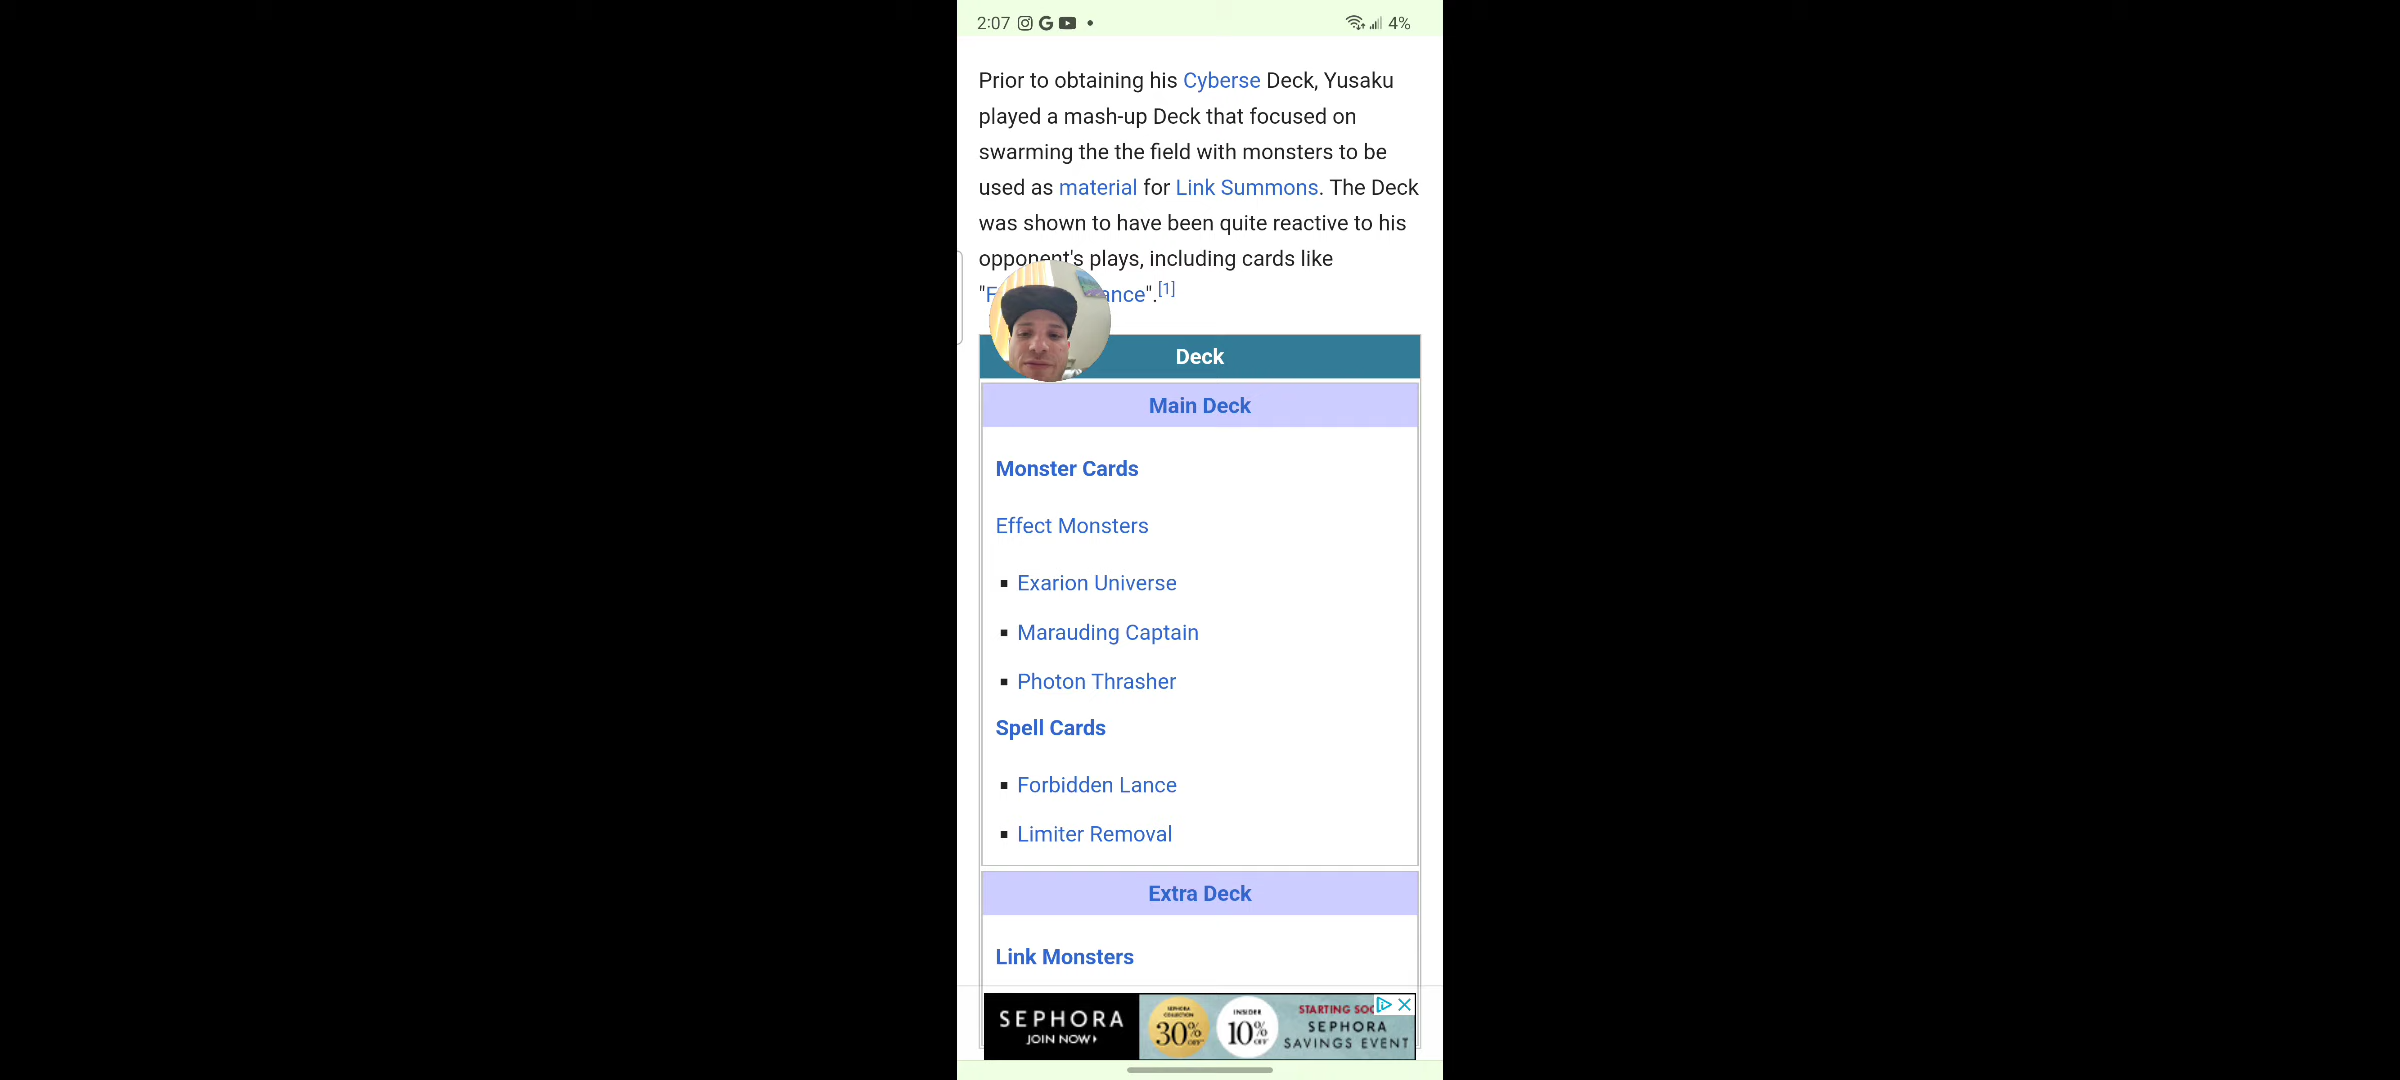 2:07 4%
Prior to obtaining his Cyberse Deck, Yusaku
played a mash-up Deck that focused on
swarming the the field with monsters to be
used as material for Link Summons. The Deck
was shown to have been quite reactive to his
opponent's plays, including cards like
".[1]
Deck
Main Deck
Monster Cards
Effect Monsters
▪ Exarion Universe
▪ Marauding Captain
▪ Photon Thrasher
Spell Cards
▪ Forbidden Lance
▪ Limiter Removal
Extra Deck
Link Monsters
SEPHORA
JOIN NOW
SEPHORA
COLLECTION
30% OFF
INSIDER
10% OFF
STARTING
SEPHORA
SAVINGS EVENT